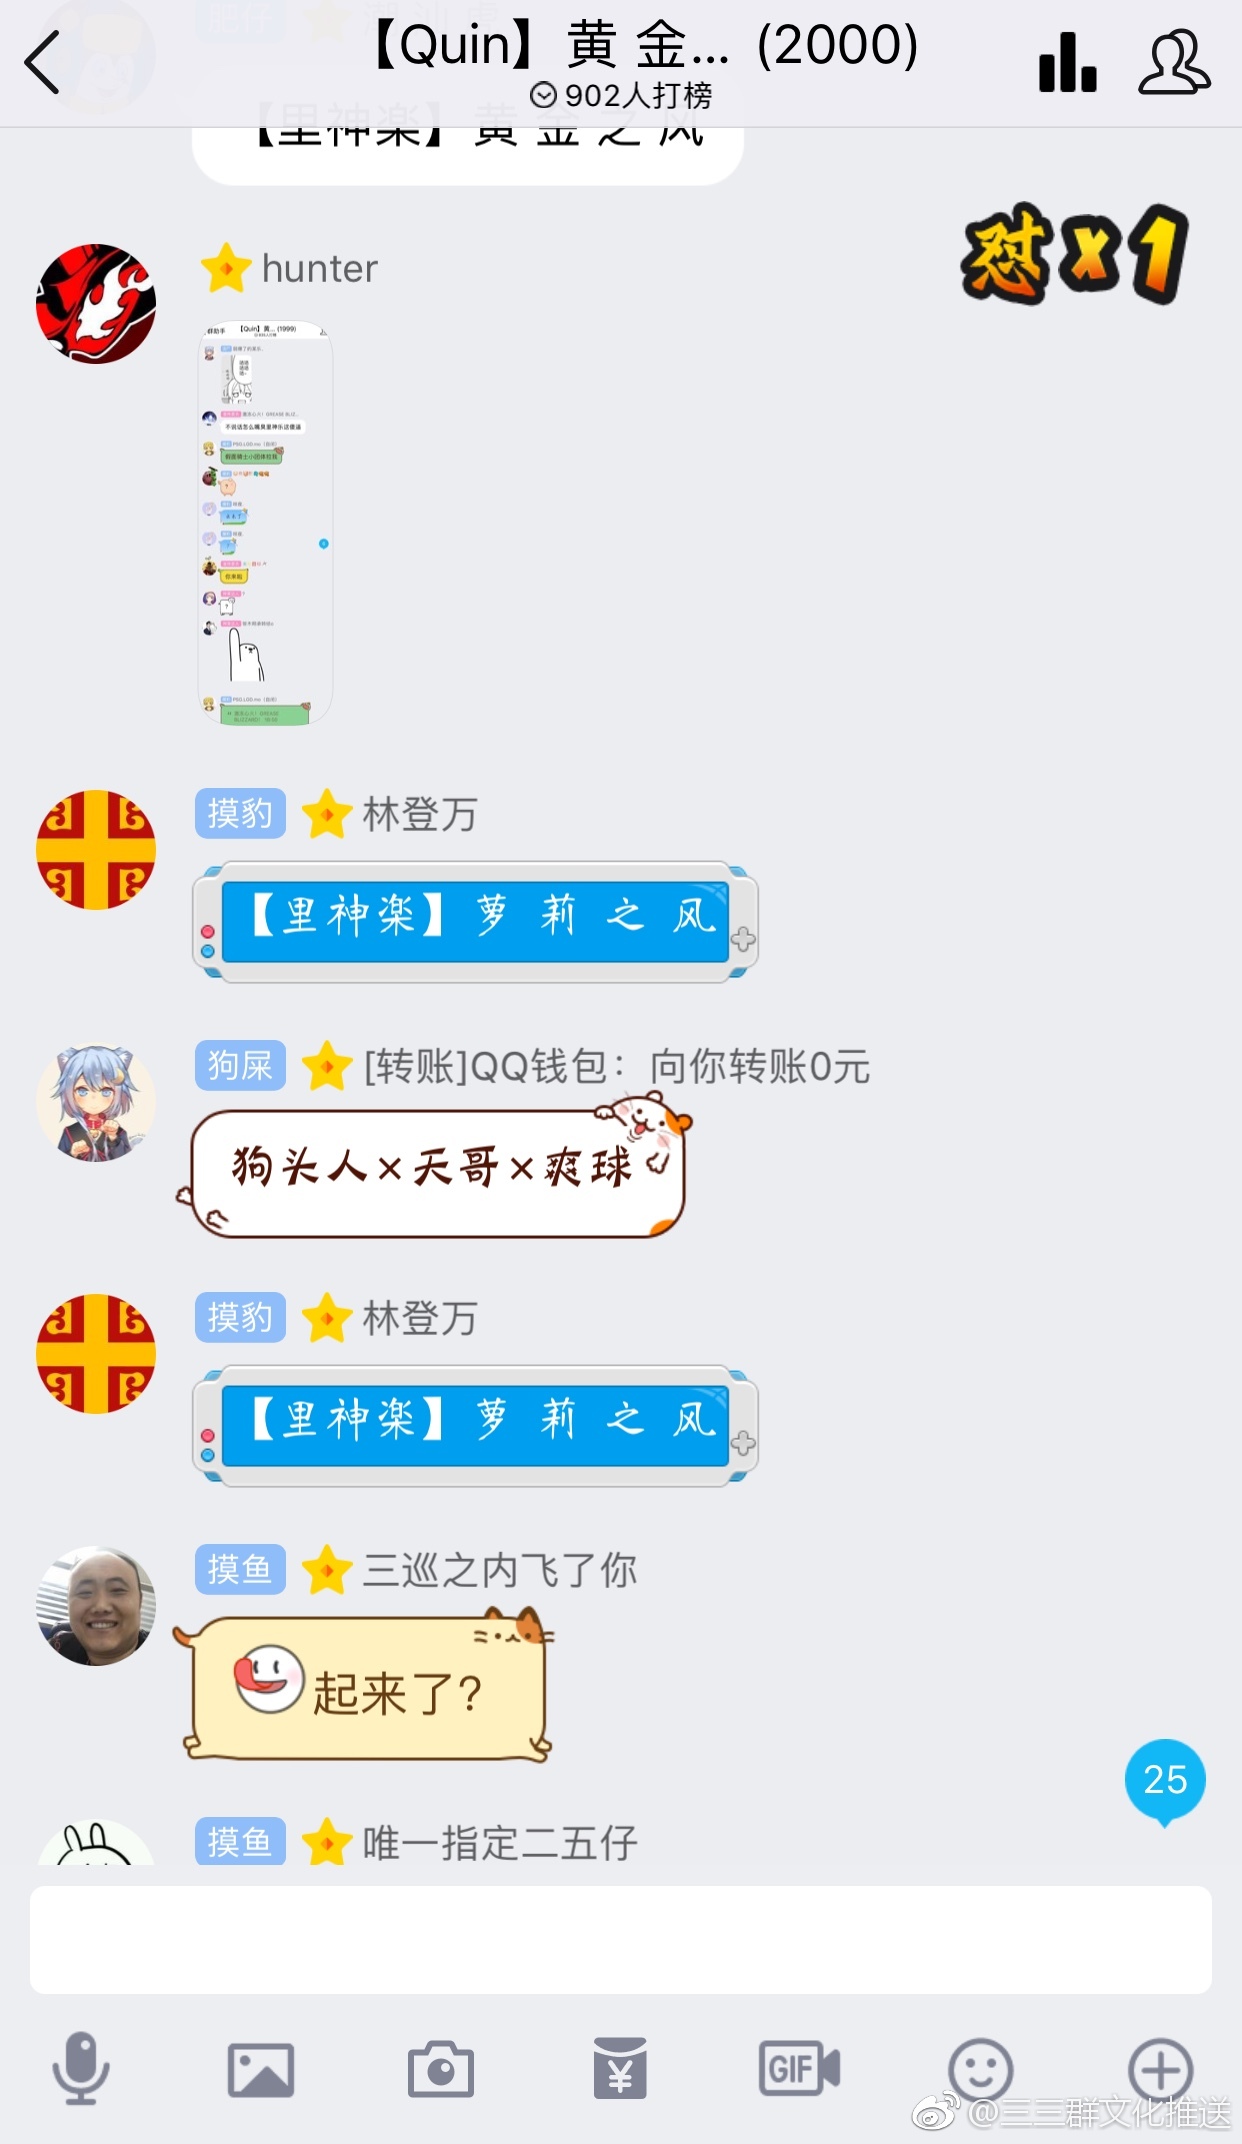 【Quin】黄 金... (2000)
902人打榜
【里神楽】黄 金 之 风
怼x1
hunter
【Quin】黄... (1999)
摸豹 林登万
【里神楽】萝 莉 之 风
狗屎 [转账]QQ钱包：向你转账0元
狗头人×天哥×爽球
摸豹 林登万
【里神楽】萝 莉 之 风
摸鱼 三巡之内飞了你
起来了?
25
摸鱼 唯一指定二五仔
GIF
@三三群文化推送